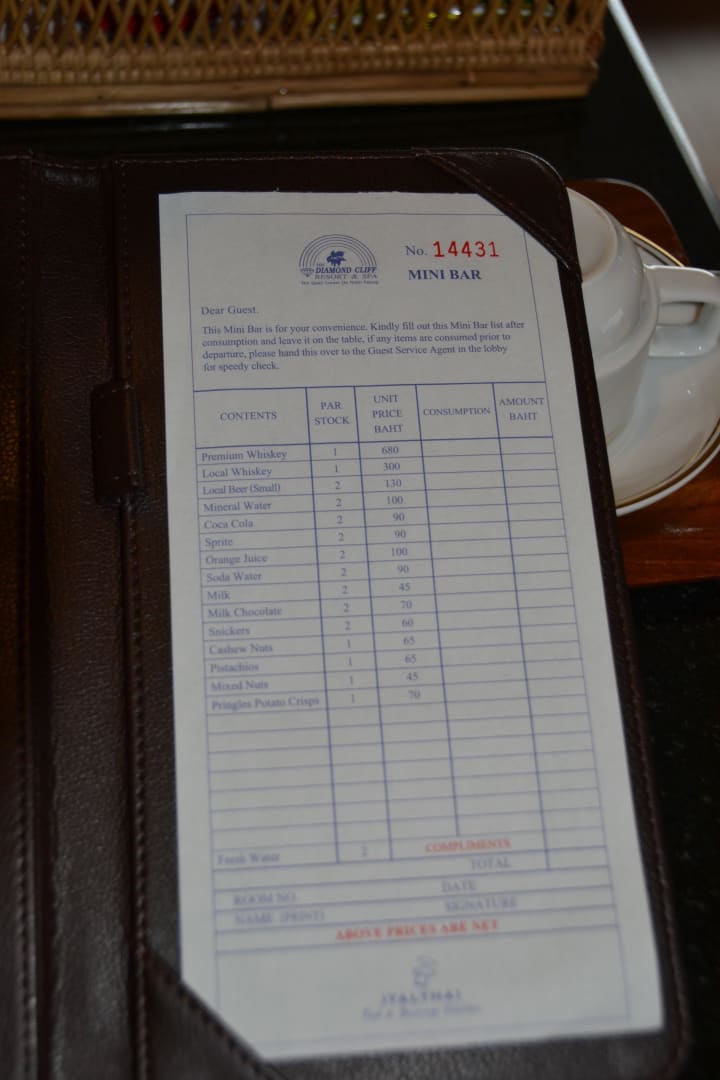 No. 14431
THE
DIAMOND CLIFF
RESORT & SPA
MINI BAR
Dear Guest.
This Mini Bar is for your convenience. Kindly fill out this Mini Bar list after
consumption and leave it on the table, if any items are consumed prior to
departure, please hand this over to the Guest Service Agent in the lobby
for speedy check.
CONTENTS PAR STOCK UNIT PRICE BAHT CONSUMPTION AMOUNT BAHT
Premium Whiskey 1 680
Local Whiskey 1 300
Local Beer (Small) 2 130
Mineral Water 2 100
Coca Cola 2 90
Sprite 2 90
Orange Juice 2 100
Soda Water 2 90
Milk 2 45
Milk Chocolate 2 70
Snickers 2 60
Cashew Nuts 1 65
Pistachios 1 65
Mixed Nuts 1 45
Pringles Potato Crisps 1 70
Fresh Water 2 COMPLIMENTS
TOTAL
ROOM NO. DATE
NAME (PRINT) SIGNATURE
ABOVE PRICES ARE NET
ITALTHAI